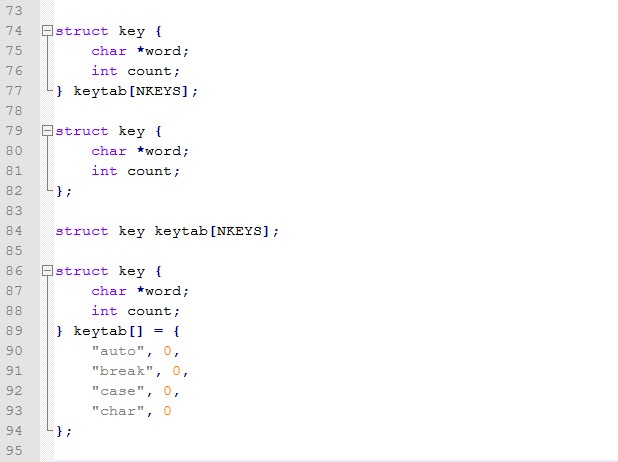 73
74 struct key {
75     char *word;
76     int count;
77 } keytab[NKEYS];
78
79 struct key {
80     char *word;
81     int count;
82 };
83
84 struct key keytab[NKEYS];
85
86 struct key {
87     char *word;
88     int count;
89 } keytab[] = {
90     "auto", 0,
91     "break", 0,
92     "case", 0,
93     "char", 0
94 };
95